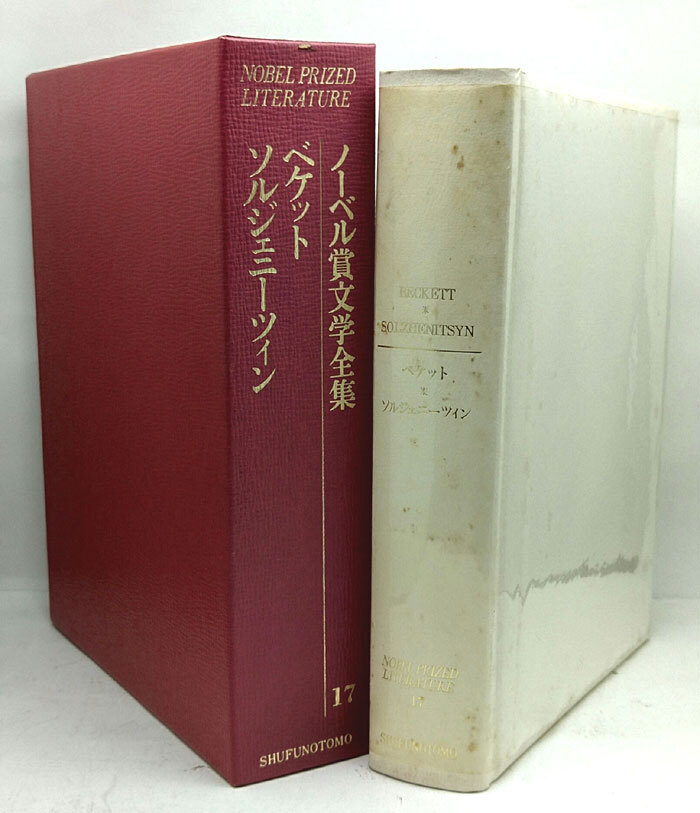 NOBEL PRIZED
LITERATURE
ノーベル賞文学全集
ベケット
ソルジェニーツィン
17
SHUFUNOTOMO
BECKETT
*
SOLZHENITSYN
ベケット
*
ソルジェニーツィン
NOBEL PRIZED
LITERATURE
17
SHUFUNOTOMO